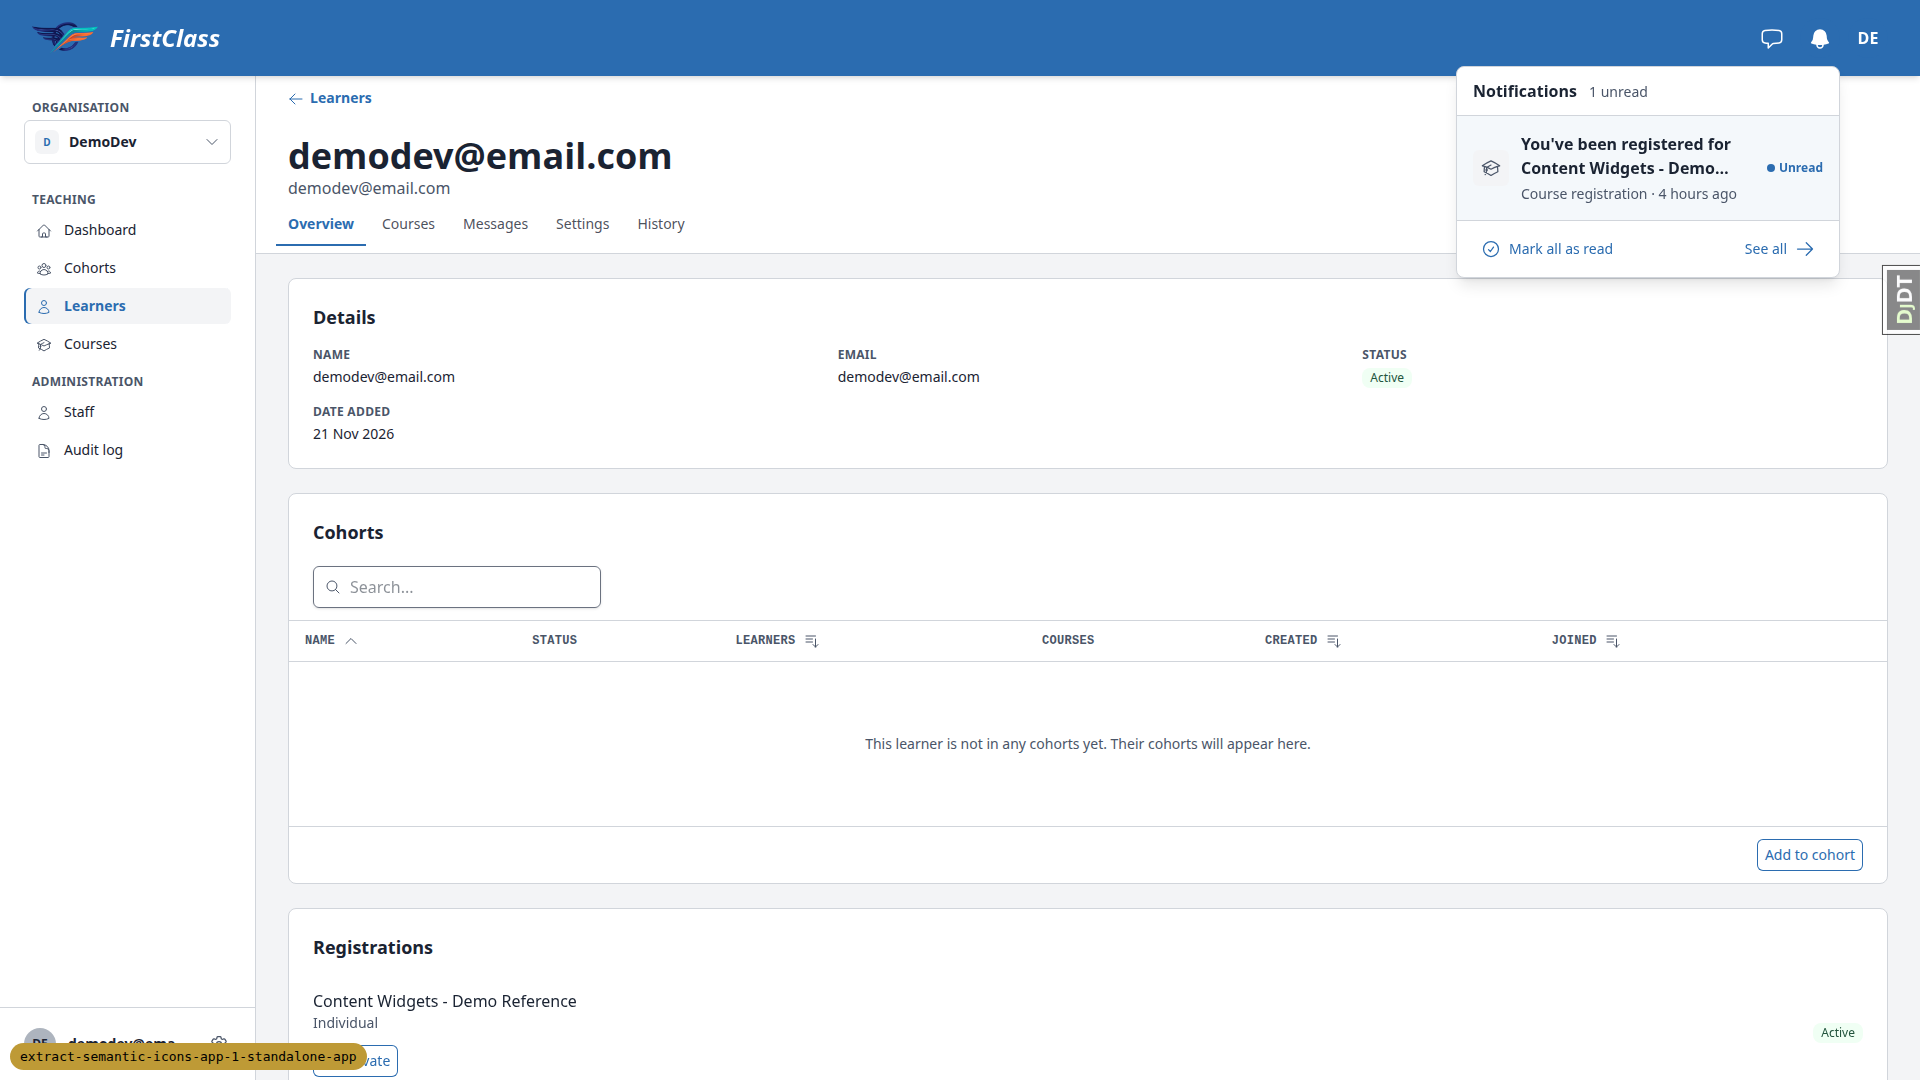 FirstClass
DE
ORGANISATION
D DemoDev
TEACHING
Dashboard
Cohorts
Learners
Courses
ADMINISTRATION
Staff
Audit log
extract-semantic-icons-app-1-standalone-app
Learners
demodev@email.com
demodev@email.com
Overview Courses Messages Settings History
Notifications 1 unread
You've been registered for
Content Widgets - Demo...
Unread
Course registration · 4 hours ago
Mark all as read See all
DjDT
Details
NAME EMAIL STATUS
demodev@email.com demodev@email.com Active
DATE ADDED
21 Nov 2026
Cohorts
Search...
NAME STATUS LEARNERS COURSES CREATED JOINED
This learner is not in any cohorts yet. Their cohorts will appear here.
Add to cohort
Registrations
Content Widgets - Demo Reference
Individual
Active